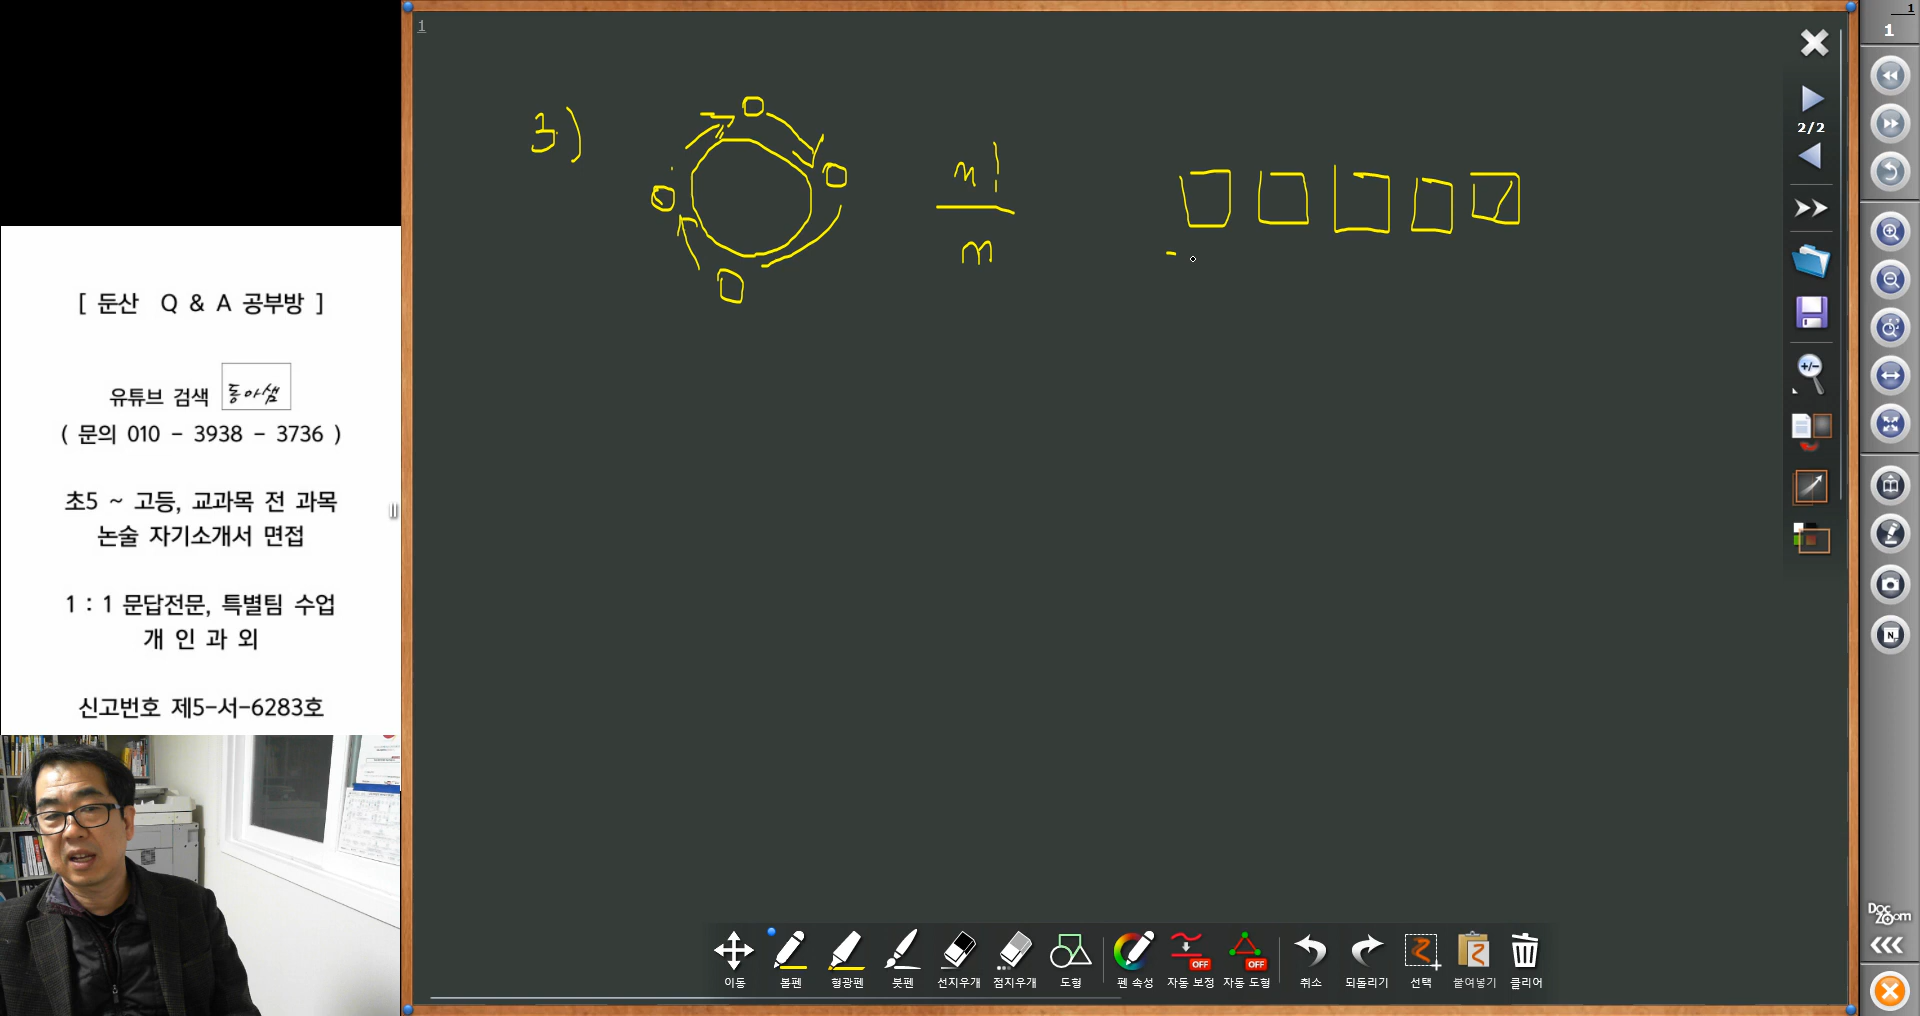 [ 둔산 Q & A 공부방 ]
유튜브 검색 동아샘
( 문의 010 - 3938 - 3736 )
초5 ~ 고등, 교과목 전 과목
논술 자기소개서 면접
1 : 1 문답전문, 특별팀 수업
개 인 과 외
신고번호 제5-서-6283호
1
3)
n!
n
2/2
+/-
1
1
N
Doc
Zoom
이동
볼펜
형광펜
붓펜
선지우개
점지우개
도형
펜 속성
OFF
자동 보정
OFF
자동 도형
취소
되돌리기
선택
붙여넣기
클리어